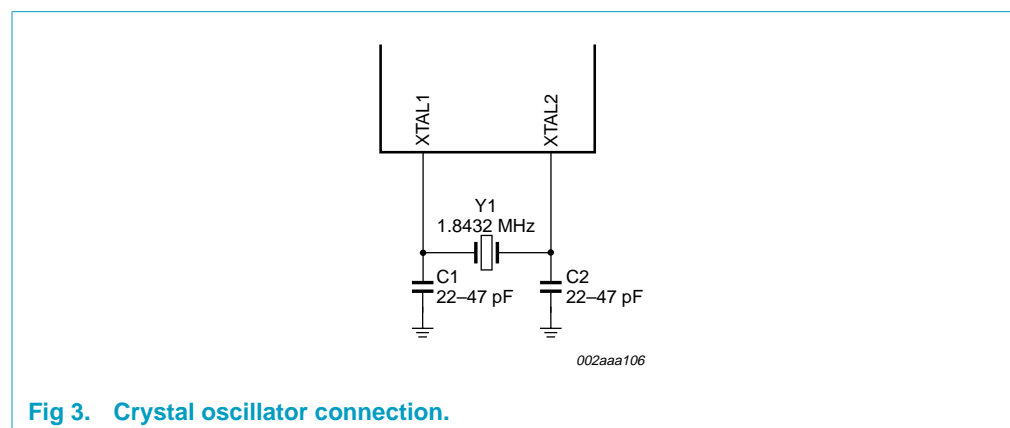 XTAL1
XTAL2
Y1
1.8432 MHz
C1
22–47 pF
C2
22–47 pF
002aaa106
Fig 3. Crystal oscillator connection.